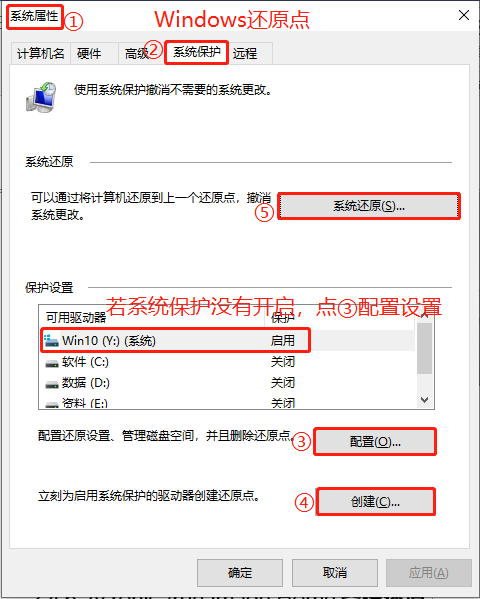 系统属性
①
Windows还原点
计算机名
硬件
高级
②
系统保护
远程
使用系统保护撤消不需要的系统更改。
系统还原
可以通过将计算机还原到上一个还原点，撤消
系统更改。
⑤
系统还原(S)...
保护设置
若系统保护没有开启，点③配置设置
可用驱动器
保护
Win10 (Y:) (系统)
启用
软件 (C:)
关闭
数据 (D:)
关闭
资料 (E:)
关闭
配置还原设置、管理磁盘空间，并且删除还原点。
③
配置(O)...
立刻为启用系统保护的驱动器创建还原点。
④
创建(C)...
确定
取消
应用(A)